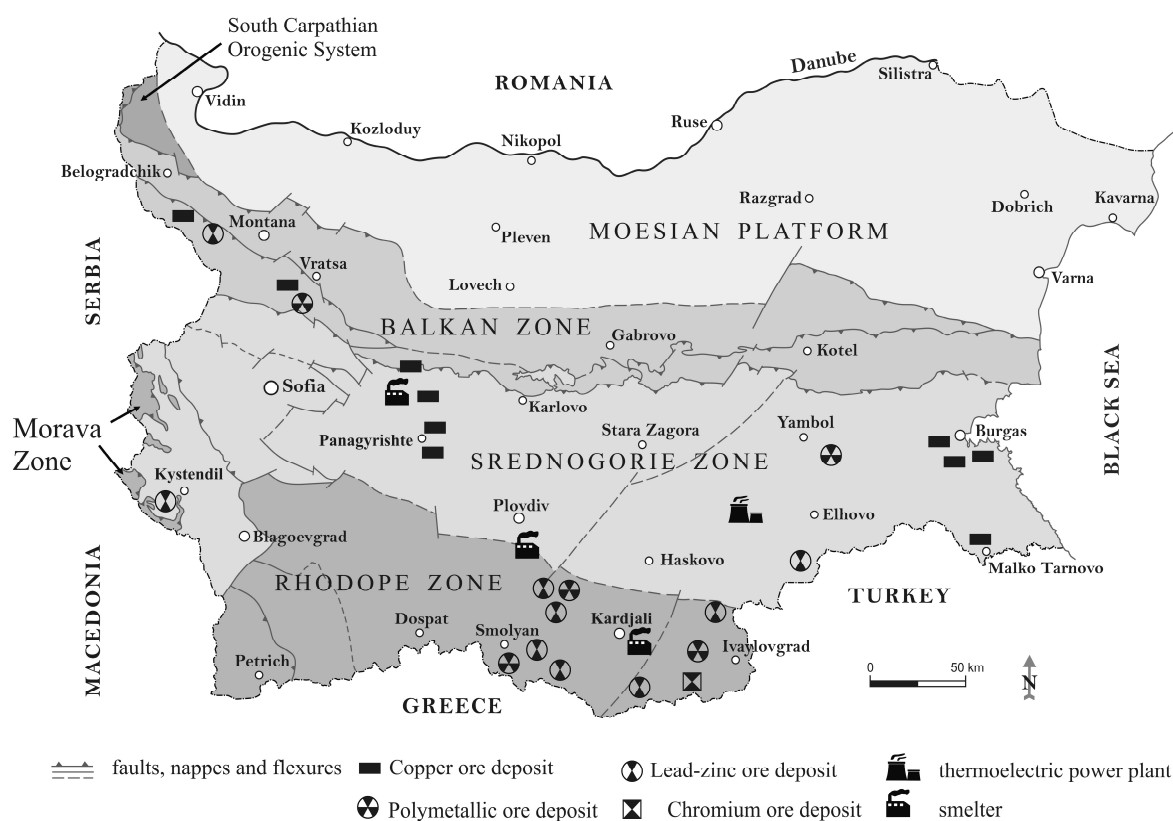 South Carpathian
Orogenic System
ROMANIA
Danube
Silistra
Vidin
Kozloduy
Nikopol
Ruse
Belogradchik
Razgrad
Dobrich
Kavarna
Montana
Pleven
MOESIAN PLATFORM
SERBIA
Vratsa
Lovech
Varna
BALKAN ZONE
Gabrovo
Kotel
Sofia
Karlovo
BLACK SEA
Morava
Zone
Panagyrishte
Stara Zagora
Yambol
Burgas
SREDNOGORIE ZONE
Kystendil
Plovdiv
Elhovo
Blagoevgrad
Haskovo
Malko Tarnovo
MACEDONIA
RHODOPE ZONE
TURKEY
Dospat
Smolyan
Kardjali
Ivaylovgrad
Petrich
0 50 km
N
GREECE
faults, nappes and flexures
Copper ore deposit
Lead-zinc ore deposit
thermoelectric power plant
Polymetallic ore deposit
Chromium ore deposit
smelter